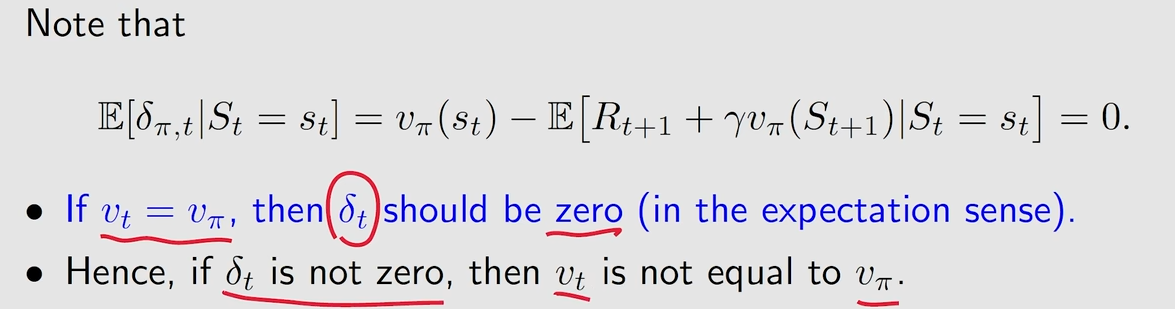 Note that
𝔼[δ_{π,t}|S_t = s_t] = v_π(s_t) − 𝔼[R_{t+1} + γv_π(S_{t+1})|S_t = s_t] = 0.
• If v_t = v_π, then δ_t should be zero (in the expectation sense).
• Hence, if δ_t is not zero, then v_t is not equal to v_π.